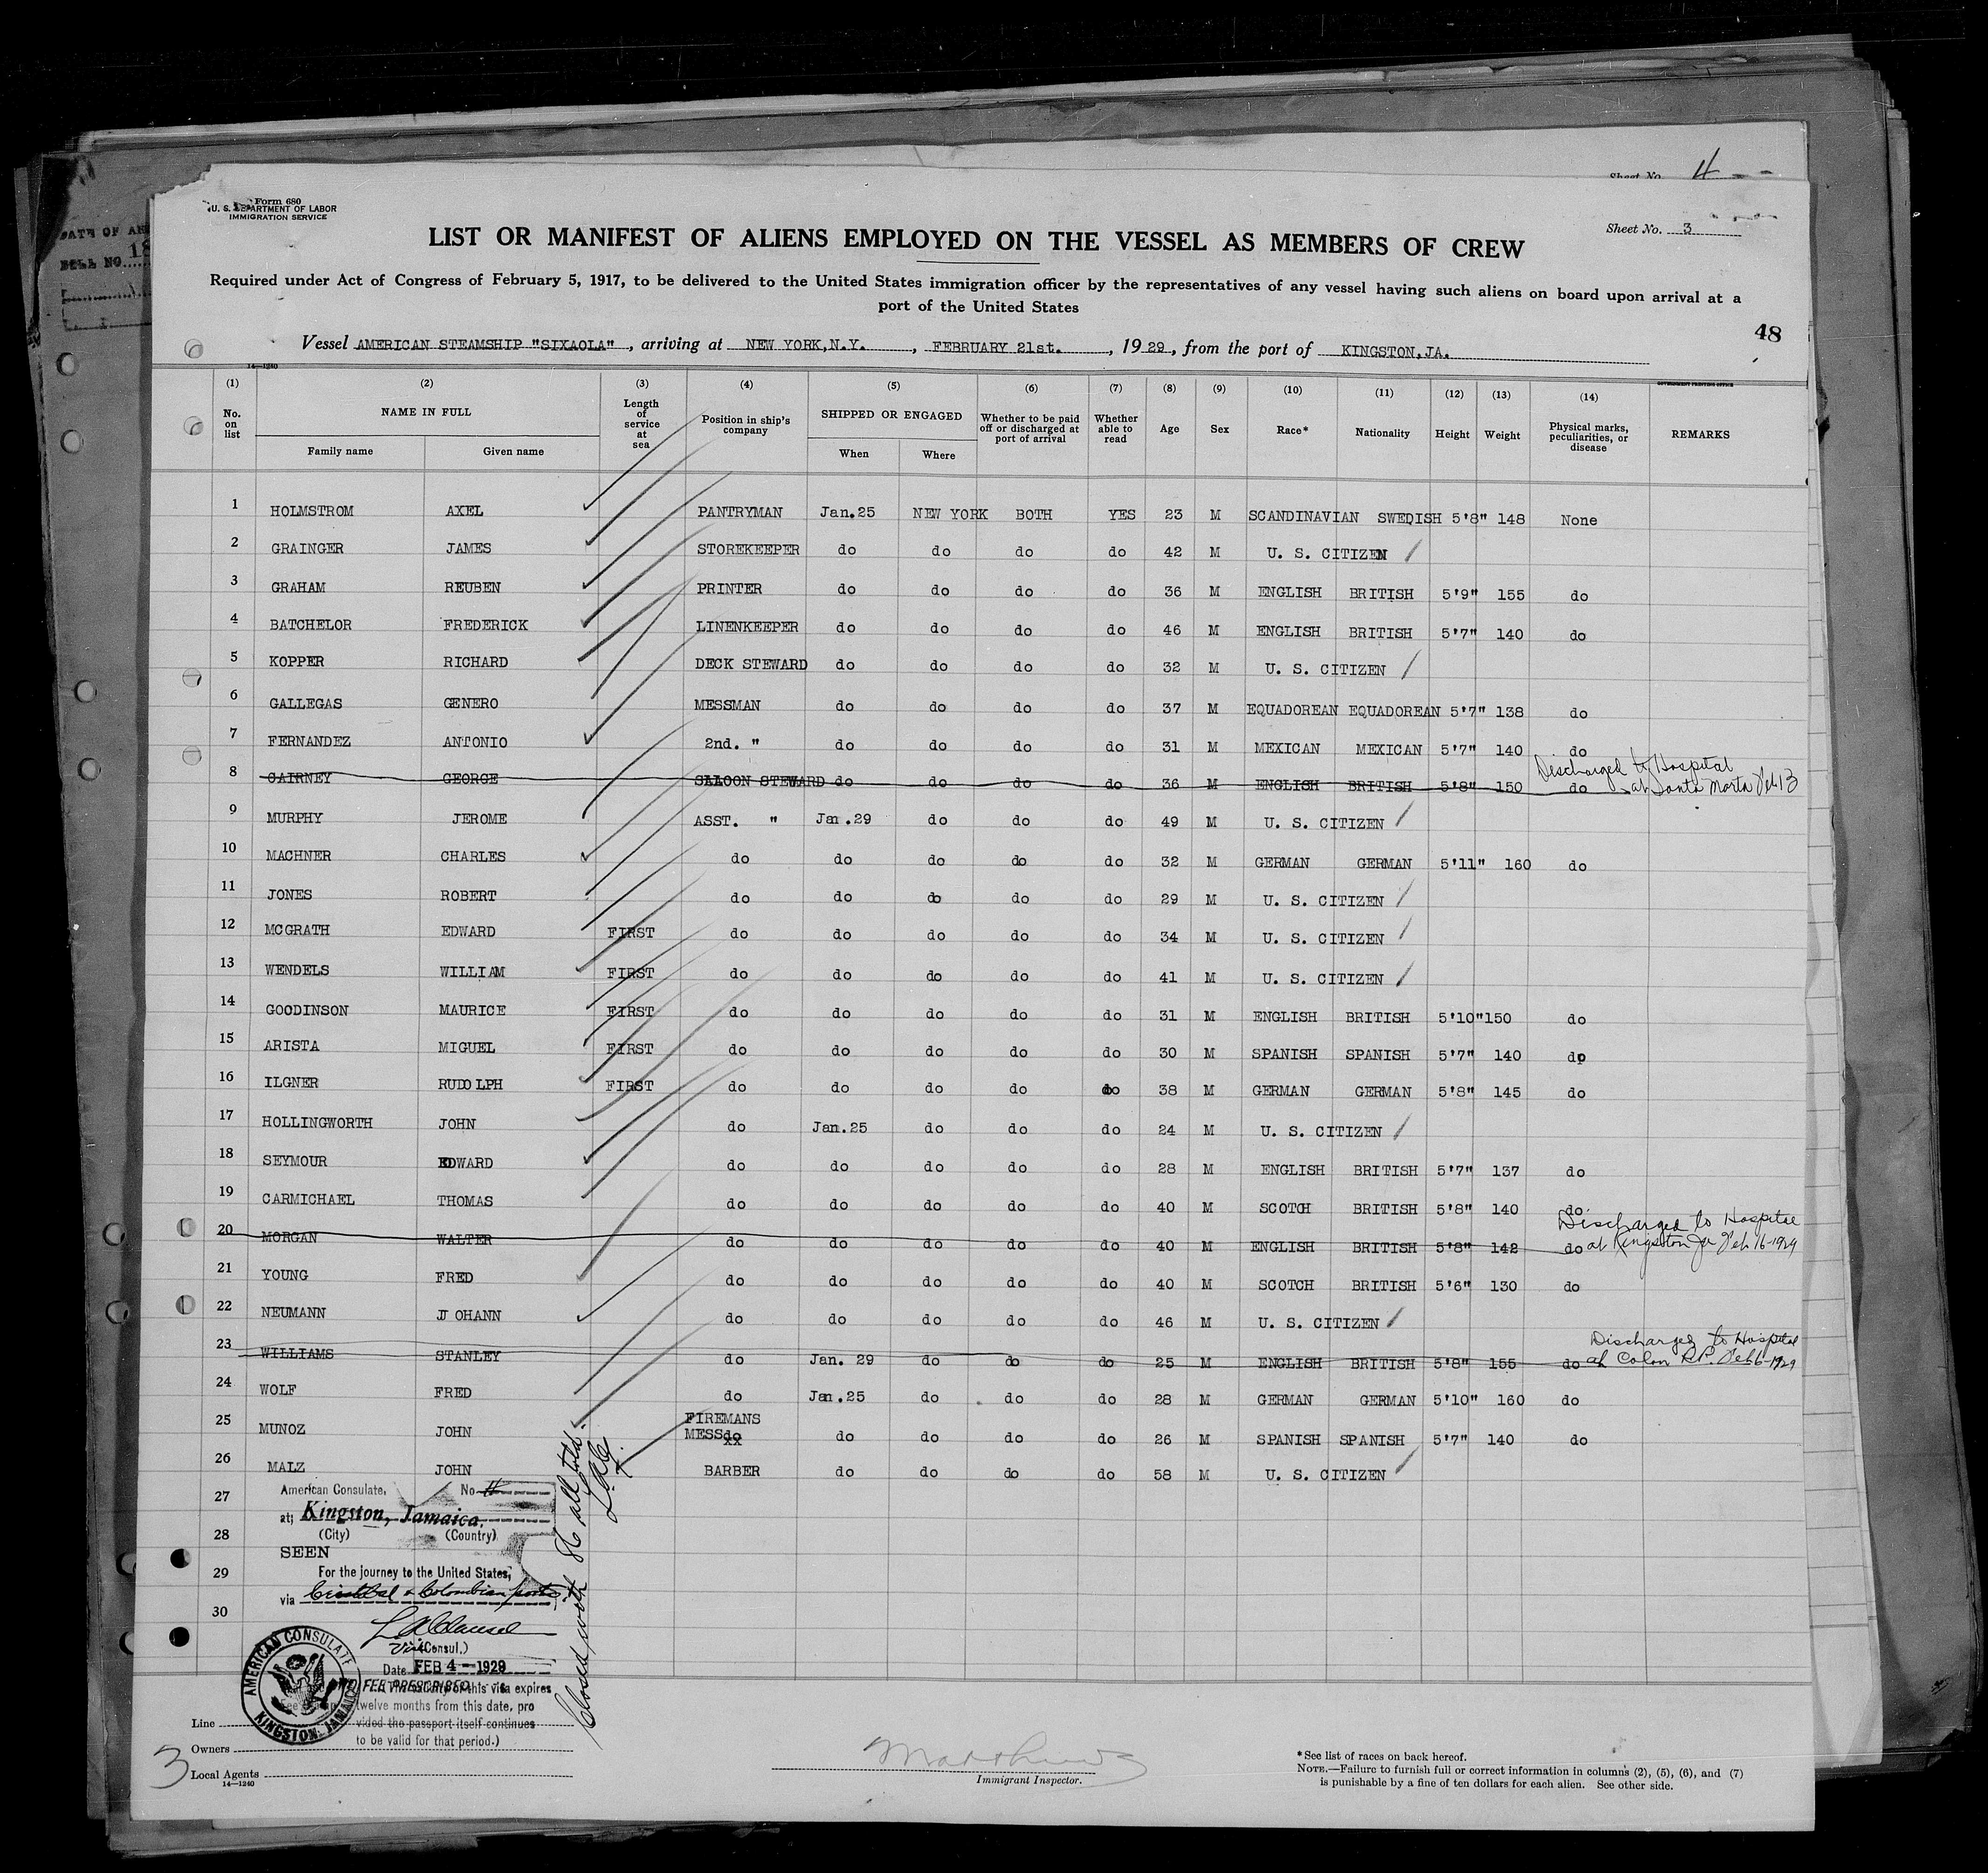 Sheet No. 4
Form 680
U. S. DEPARTMENT OF LABOR
IMMIGRATION SERVICE
Sheet No. 3
LIST OR MANIFEST OF ALIENS EMPLOYED ON THE VESSEL AS MEMBERS OF CREW
Required under Act of Congress of February 5, 1917, to be delivered to the United States immigration officer by the representatives of any vessel having such aliens on board upon arrival at a
port of the United States
48
Vessel AMERICAN STEAMSHIP "SIXAOLA", arriving at NEW YORK,N.Y., FEBRUARY 21st., 1929, from the port of KINGSTON,JA.
14—1240
GOVERNMENT PRINTING OFFICE
(1) (2) (3) (4) (5) (6) (7) (8) (9) (10) (11) (12) (13) (14)
No. on list NAME IN FULL Family name Given name Length of service at sea Position in ship's company SHIPPED OR ENGAGED When Where Whether to be paid off or discharged at port of arrival Whether able to read Age Sex Race* Nationality Height Weight Physical marks, peculiarities, or disease REMARKS
1 HOLMSTROM AXEL PANTRYMAN Jan.25 NEW YORK BOTH YES 23 M SCANDINAVIAN SWEDISH 5'8" 148 None
2 GRAINGER JAMES STOREKEEPER do do do do 42 M U. S. CITIZEN
3 GRAHAM REUBEN PRINTER do do do do 36 M ENGLISH BRITISH 5'9" 155 do
4 BATCHELOR FREDERICK LINENKEEPER do do do do 46 M ENGLISH BRITISH 5'7" 140 do
5 KOPPER RICHARD DECK STEWARD do do do do 32 M U. S. CITIZEN
6 GALLEGAS GENERO MESSMAN do do do do 37 M EQUADOREAN EQUADOREAN 5'7" 138 do
7 FERNANDEZ ANTONIO 2nd. " do do do do 31 M MEXICAN MEXICAN 5'7" 140 do
8 CAIRNEY GEORGE SALOON STEWARD do do do do 36 M ENGLISH BRITISH 5'8" 150 do Discharged to Hospital at Santa Marta Feb 13
9 MURPHY JEROME ASST. " Jan.29 do do do 49 M U. S. CITIZEN
10 MACHNER CHARLES do do do do do 32 M GERMAN GERMAN 5'11" 160 do
11 JONES ROBERT do do do do do 29 M U. S. CITIZEN
12 MCGRATH EDWARD FIRST do do do do do 34 M U. S. CITIZEN
13 WENDELS WILLIAM FIRST do do do do do 41 M U. S. CITIZEN
14 GOODINSON MAURICE FIRST do do do do do 31 M ENGLISH BRITISH 5'10" 150 do
15 ARISTA MIGUEL FIRST do do do do do 30 M SPANISH SPANISH 5'7" 140 do
16 ILGNER RUDOLPH FIRST do do do do do 38 M GERMAN GERMAN 5'8" 145 do
17 HOLLINGWORTH JOHN do Jan.25 do do do 24 M U. S. CITIZEN
18 SEYMOUR EDWARD do do do do do 28 M ENGLISH BRITISH 5'7" 137 do
19 CARMICHAEL THOMAS do do do do do 40 M SCOTCH BRITISH 5'8" 140 do
20 MORGAN WALTER do do do do do 40 M ENGLISH BRITISH 5'8" 142 do Discharged to Hospital at Kingston Ja Feb 16-1929
21 YOUNG FRED do do do do do 40 M SCOTCH BRITISH 5'6" 130 do
22 NEUMANN JOHANN do do do do do 46 M U. S. CITIZEN
23 WILLIAMS STANLEY do Jan. 29 do do do 25 M ENGLISH BRITISH 5'8" 155 do Discharged to Hospital at Colon R.P. Feb 6-1929
24 WOLF FRED do Jan.25 do do do 28 M GERMAN GERMAN 5'10" 160 do
25 MUNOZ JOHN FIREMANS MESSdo xx do do do do 26 M SPANISH SPANISH 5'7" 140 do
26 MALZ JOHN BARBER do do do do 58 M U. S. CITIZEN
27
28
29
30
American Consulate, No 4
at; Kingston, Jamaica.
(City) (Country)
SEEN
For the journey to the United States,
via Cristobal & Colombian ports
Vice (Consul.)
Date FEB 4 - 1929
FEE PRESCRIBED
of this visa expires
twelve months from this date, pro
vided the passport itself continues
to be valid for that period.)
AMERICAN CONSULATE
KINGSTON, JAMAICA
Closed with 86 all told.
Line
Owners
Local Agents
14—1240
3
Matthews
Immigrant Inspector.
*See list of races on back hereof.
NOTE.—Failure to furnish full or correct information in columns (2), (5), (6), and (7)
is punishable by a fine of ten dollars for each alien. See other side.